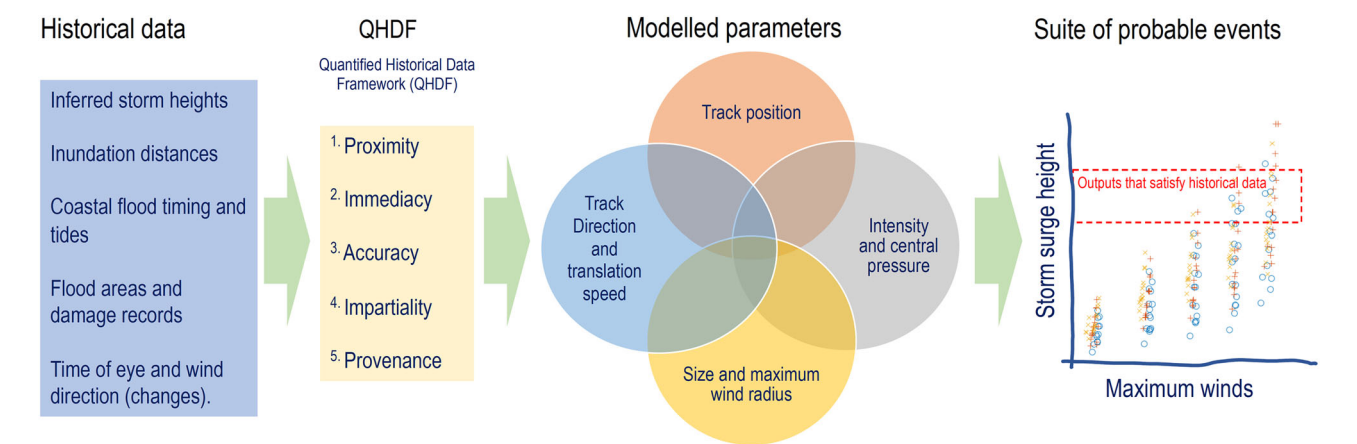 Historical data
Inferred storm heights
Inundation distances
Coastal flood timing and
tides
Flood areas and
damage records
Time of eye and wind
direction (changes).
QHDF
Quantified Historical Data
Framework (QHDF)
1. Proximity
2. Immediacy
3. Accuracy
4. Impartiality
5. Provenance
Modelled parameters
Track position
Track
Direction
and
translation
speed
Intensity
and central
pressure
Size and maximum
wind radius
Suite of probable events
Storm surge height
Outputs that satisfy historical data
Maximum winds